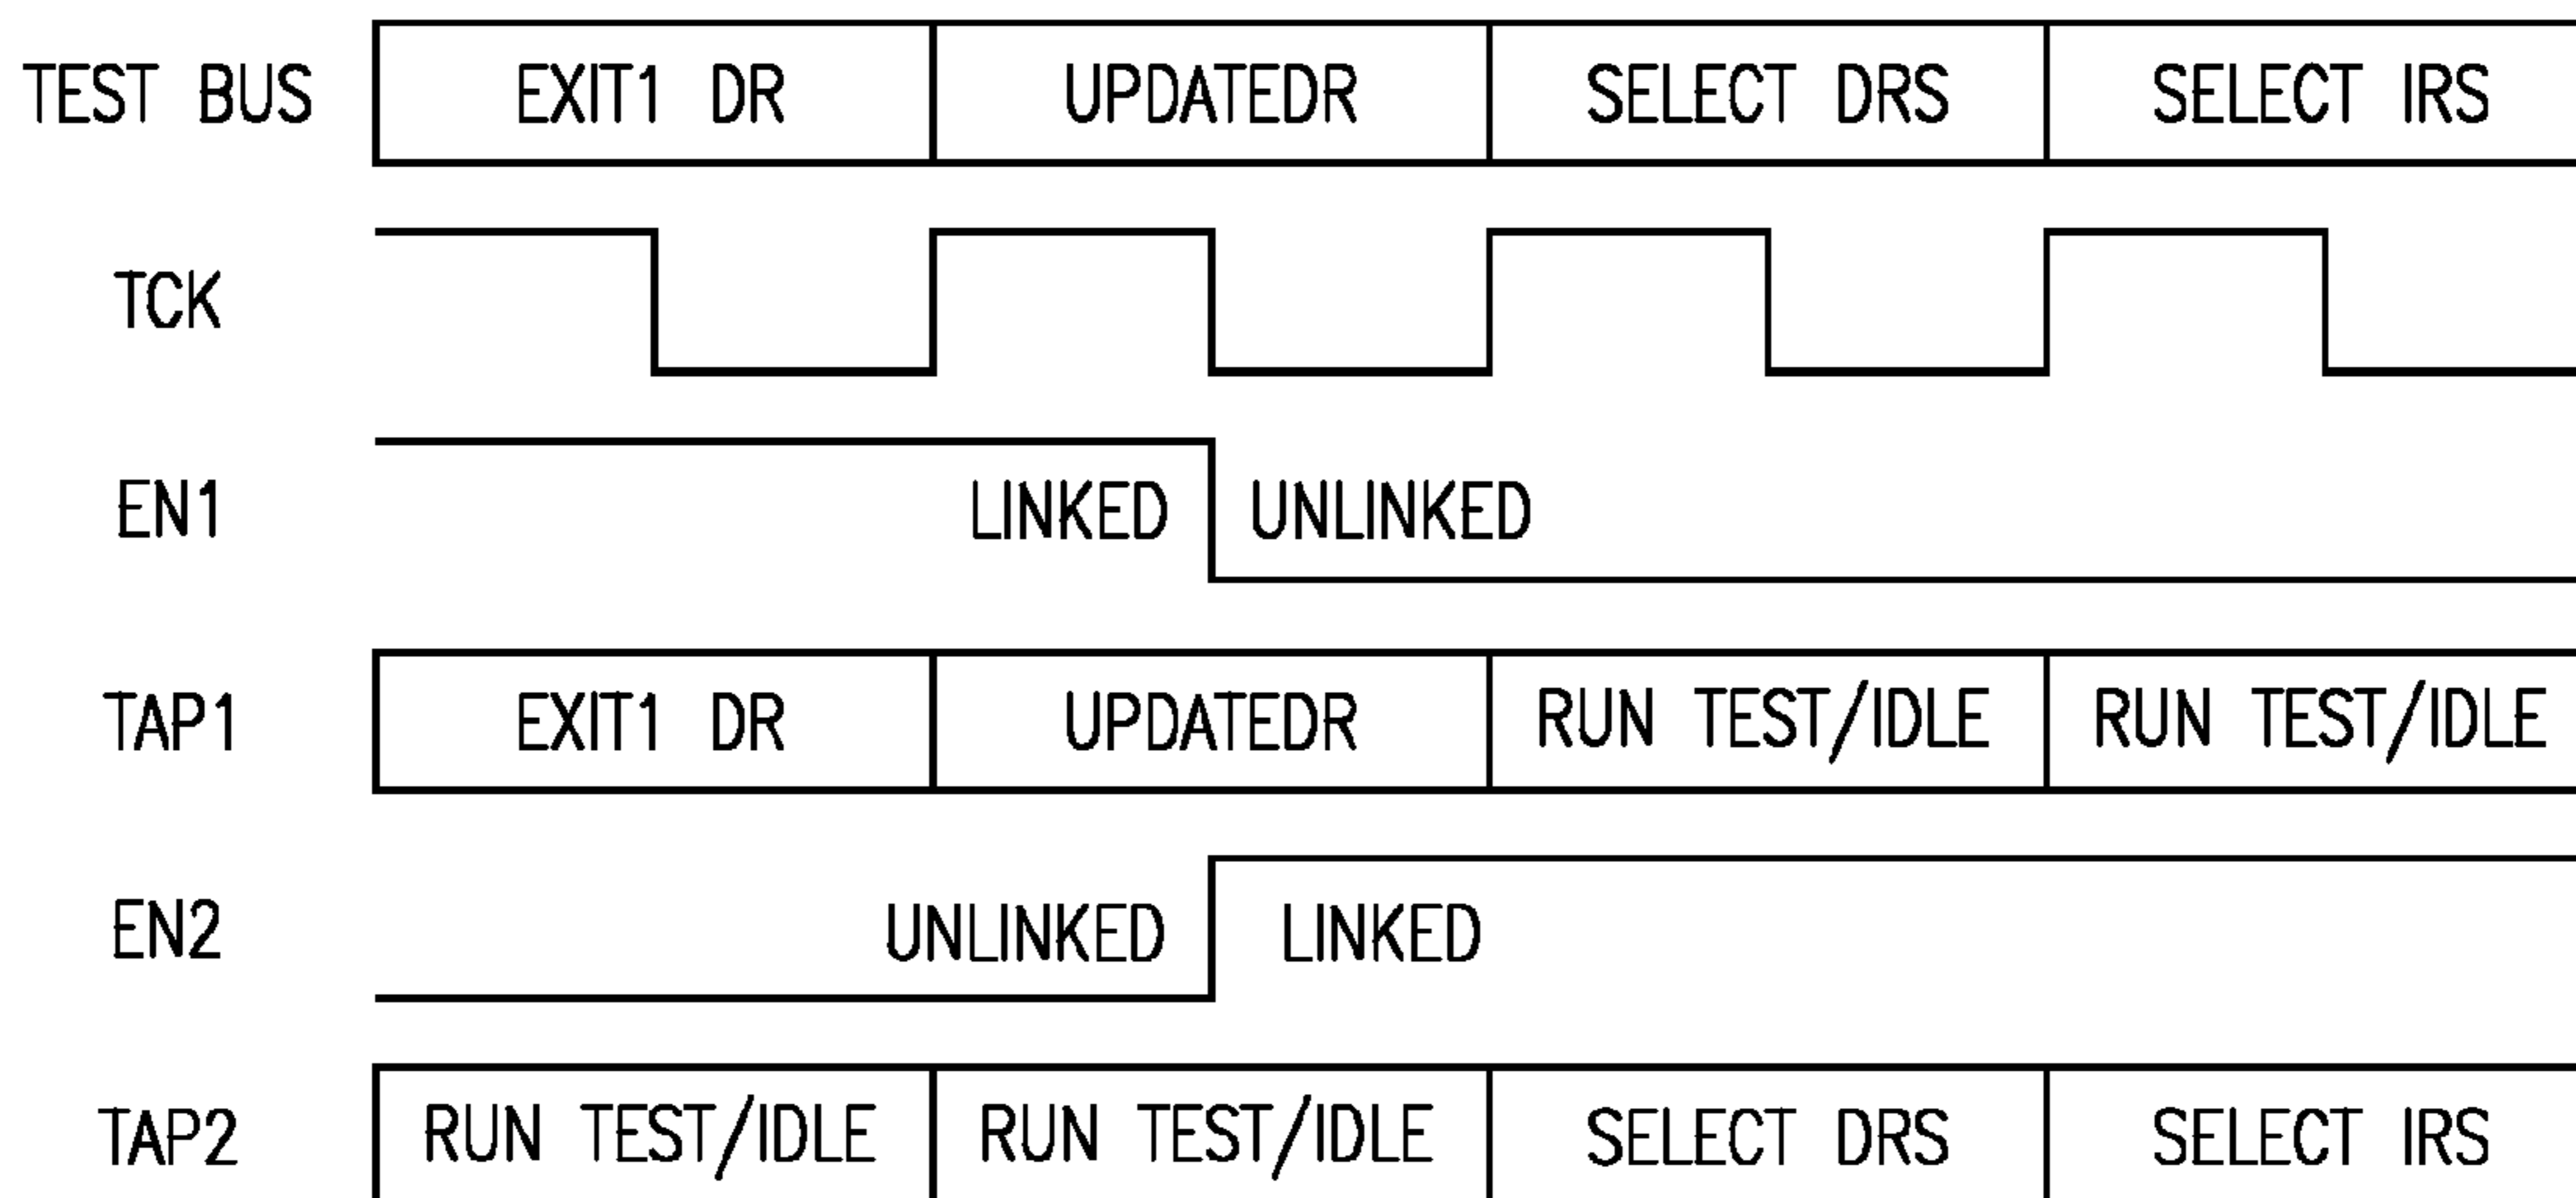 TEST BUS EXIT1 DR UPDATEDR SELECT DRS SELECT IRS
TCK
EN1 LINKED UNLINKED
TAP1 EXIT1 DR UPDATEDR RUN TEST/IDLE RUN TEST/IDLE
EN2 UNLINKED LINKED
TAP2 RUN TEST/IDLE RUN TEST/IDLE SELECT DRS SELECT IRS